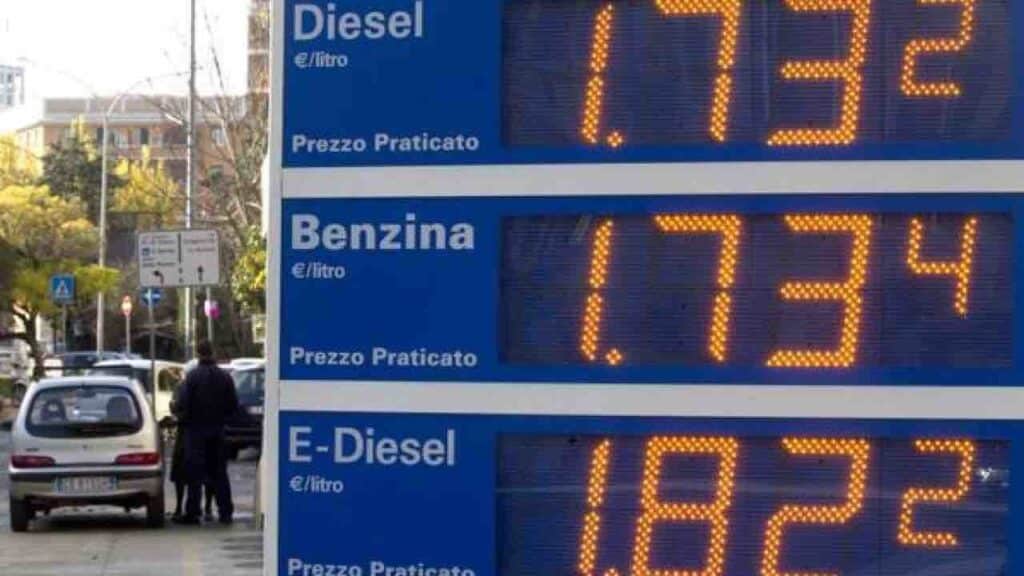 Diesel
€/litro
1.732
Prezzo Praticato
Benzina
€/litro
1.734
Prezzo Praticato
E-Diesel
€/litro
1.822
Prezzo Praticato